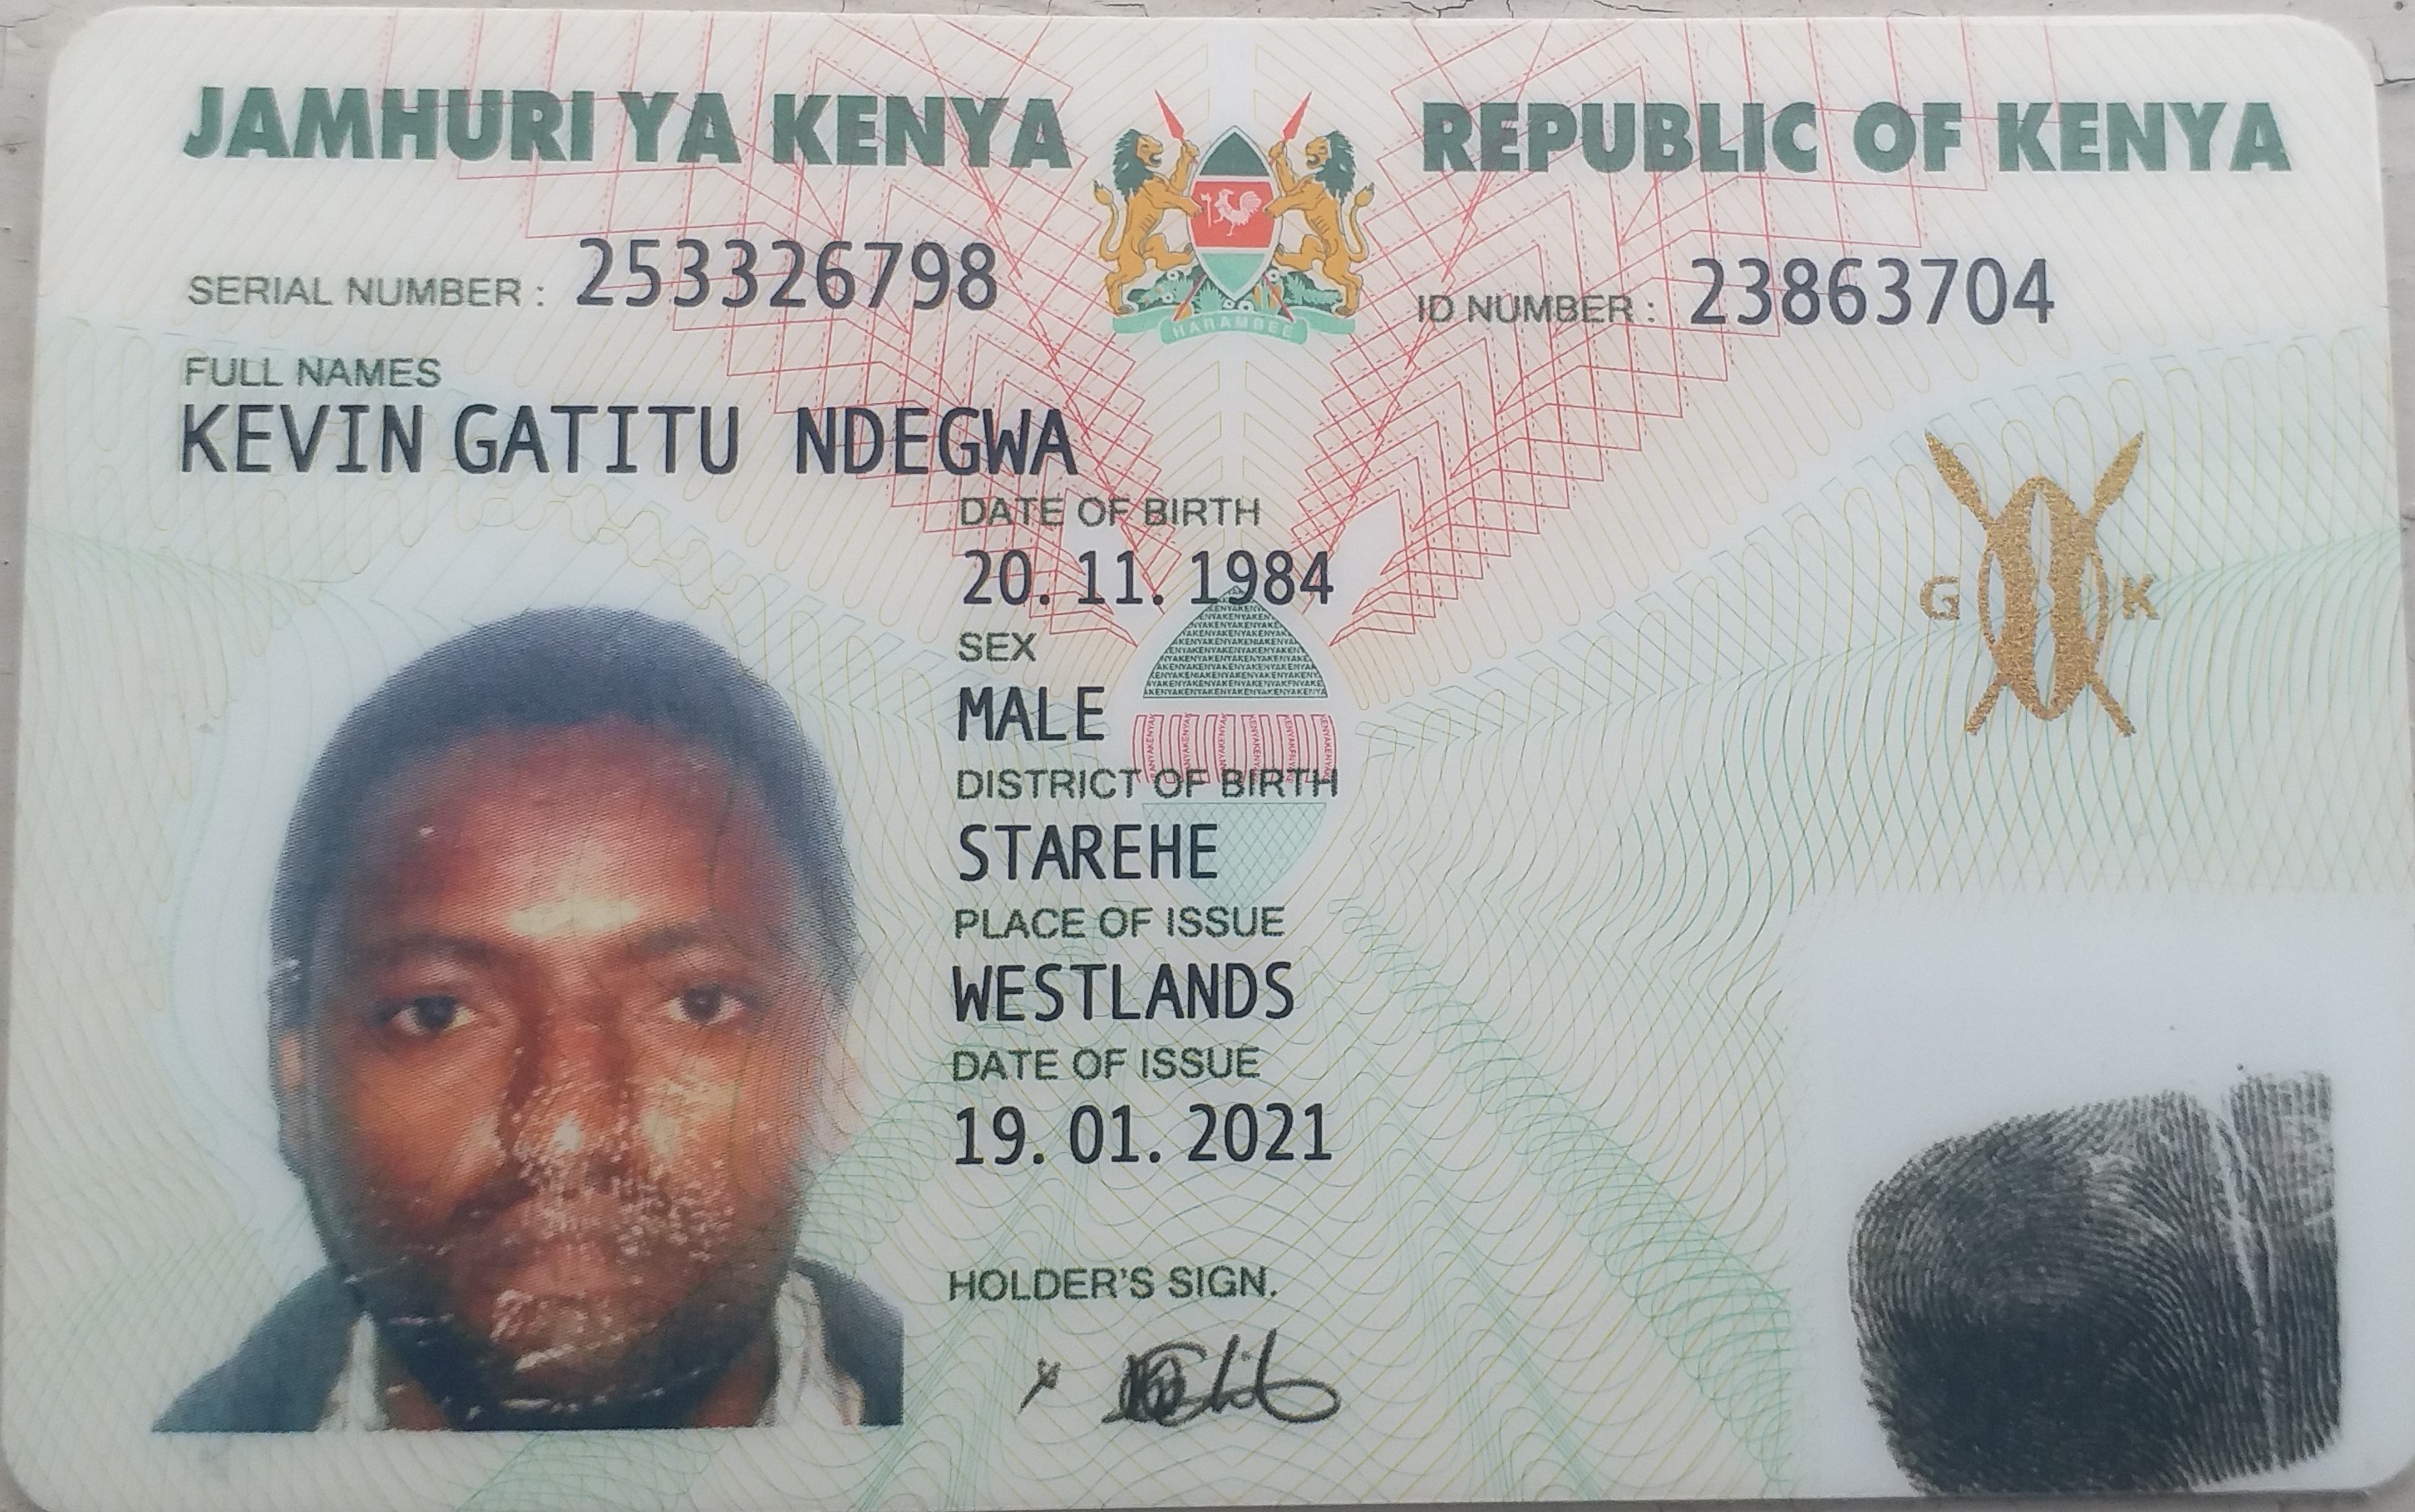 JAMHURI YA KENYA REPUBLIC OF KENYA
SERIAL NUMBER : 253326798 ID NUMBER : 23863704
HARAMBEE
FULL NAMES
KEVIN GATITU NDEGWA
DATE OF BIRTH
20. 11. 1984
G K
SEX
MALE
DISTRICT OF BIRTH
STAREHE
PLACE OF ISSUE
WESTLANDS
DATE OF ISSUE
19. 01. 2021
HOLDER'S SIGN.